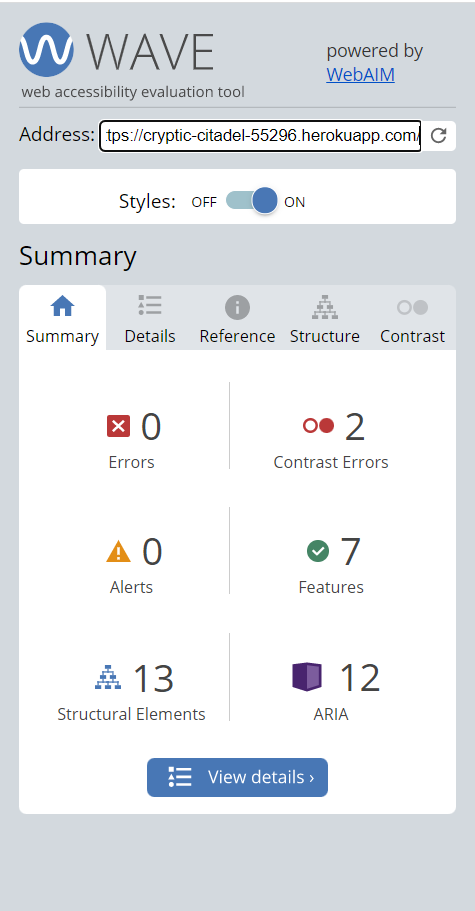 WAVE
web accessibility evaluation tool
powered by
WebAIM
Address: tps://cryptic-citadel-55296.herokuapp.com/
Styles: OFF ON
Summary
Summary Details Reference Structure Contrast
0 2
Errors Contrast Errors
0 7
Alerts Features
13 12
Structural Elements ARIA
View details ›